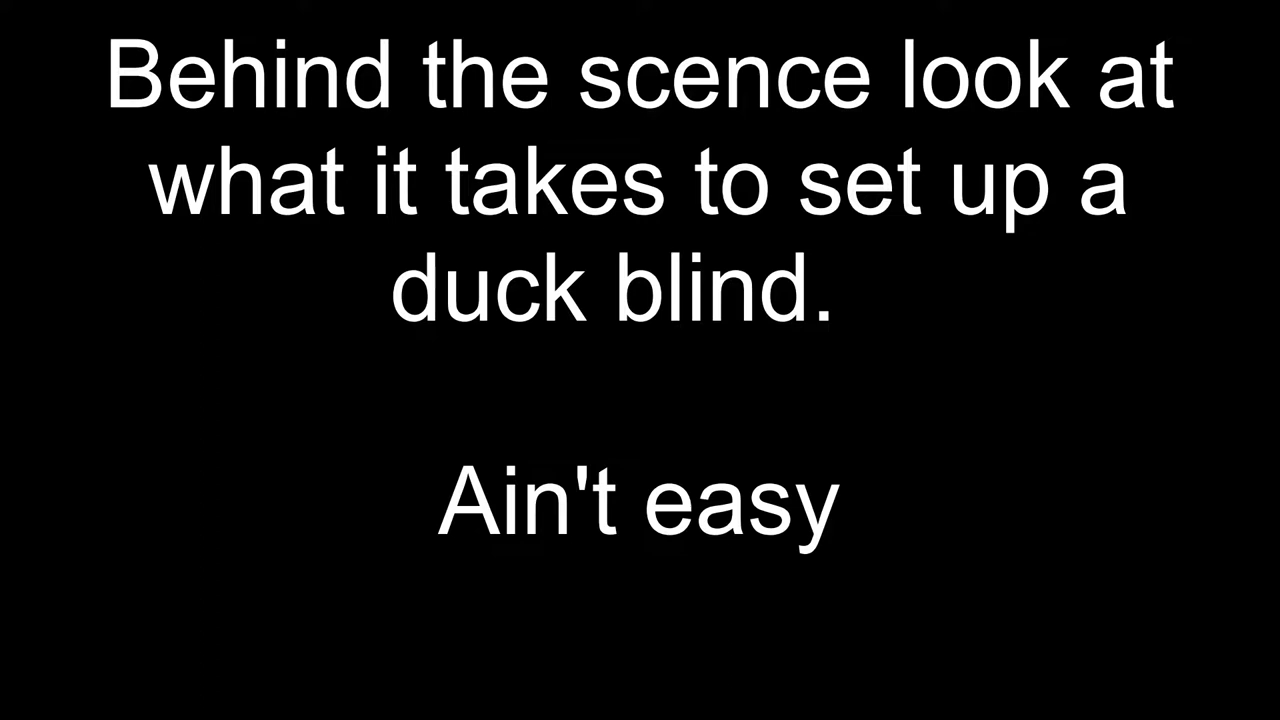 Behind the scence look at
what it takes to set up a
duck blind.
Ain't easy